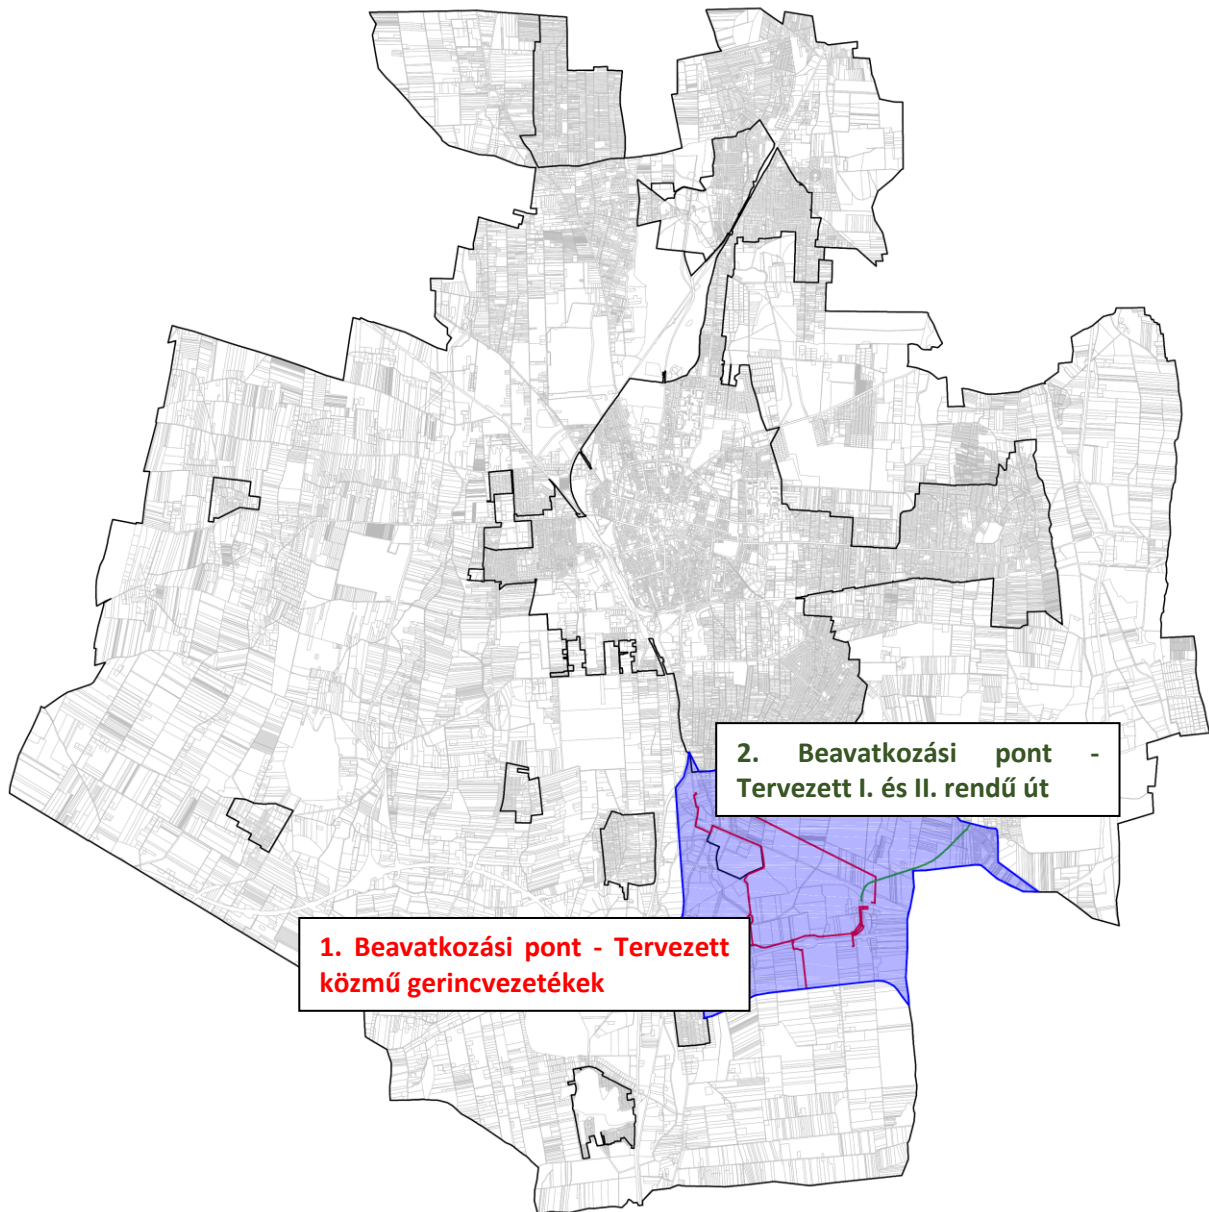 2. Beavatkozási pont -
Tervezett I. és II. rendű út
1. Beavatkozási pont - Tervezett
közmű gerincvezetékek